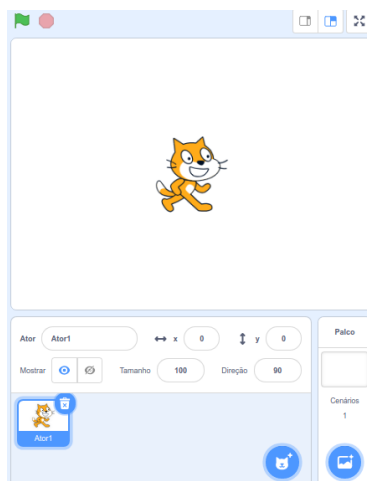 Ator Ator1 x 0 y 0
Mostrar Tamanho 100 Direção 90
Ator1
Palco
Cenários
1